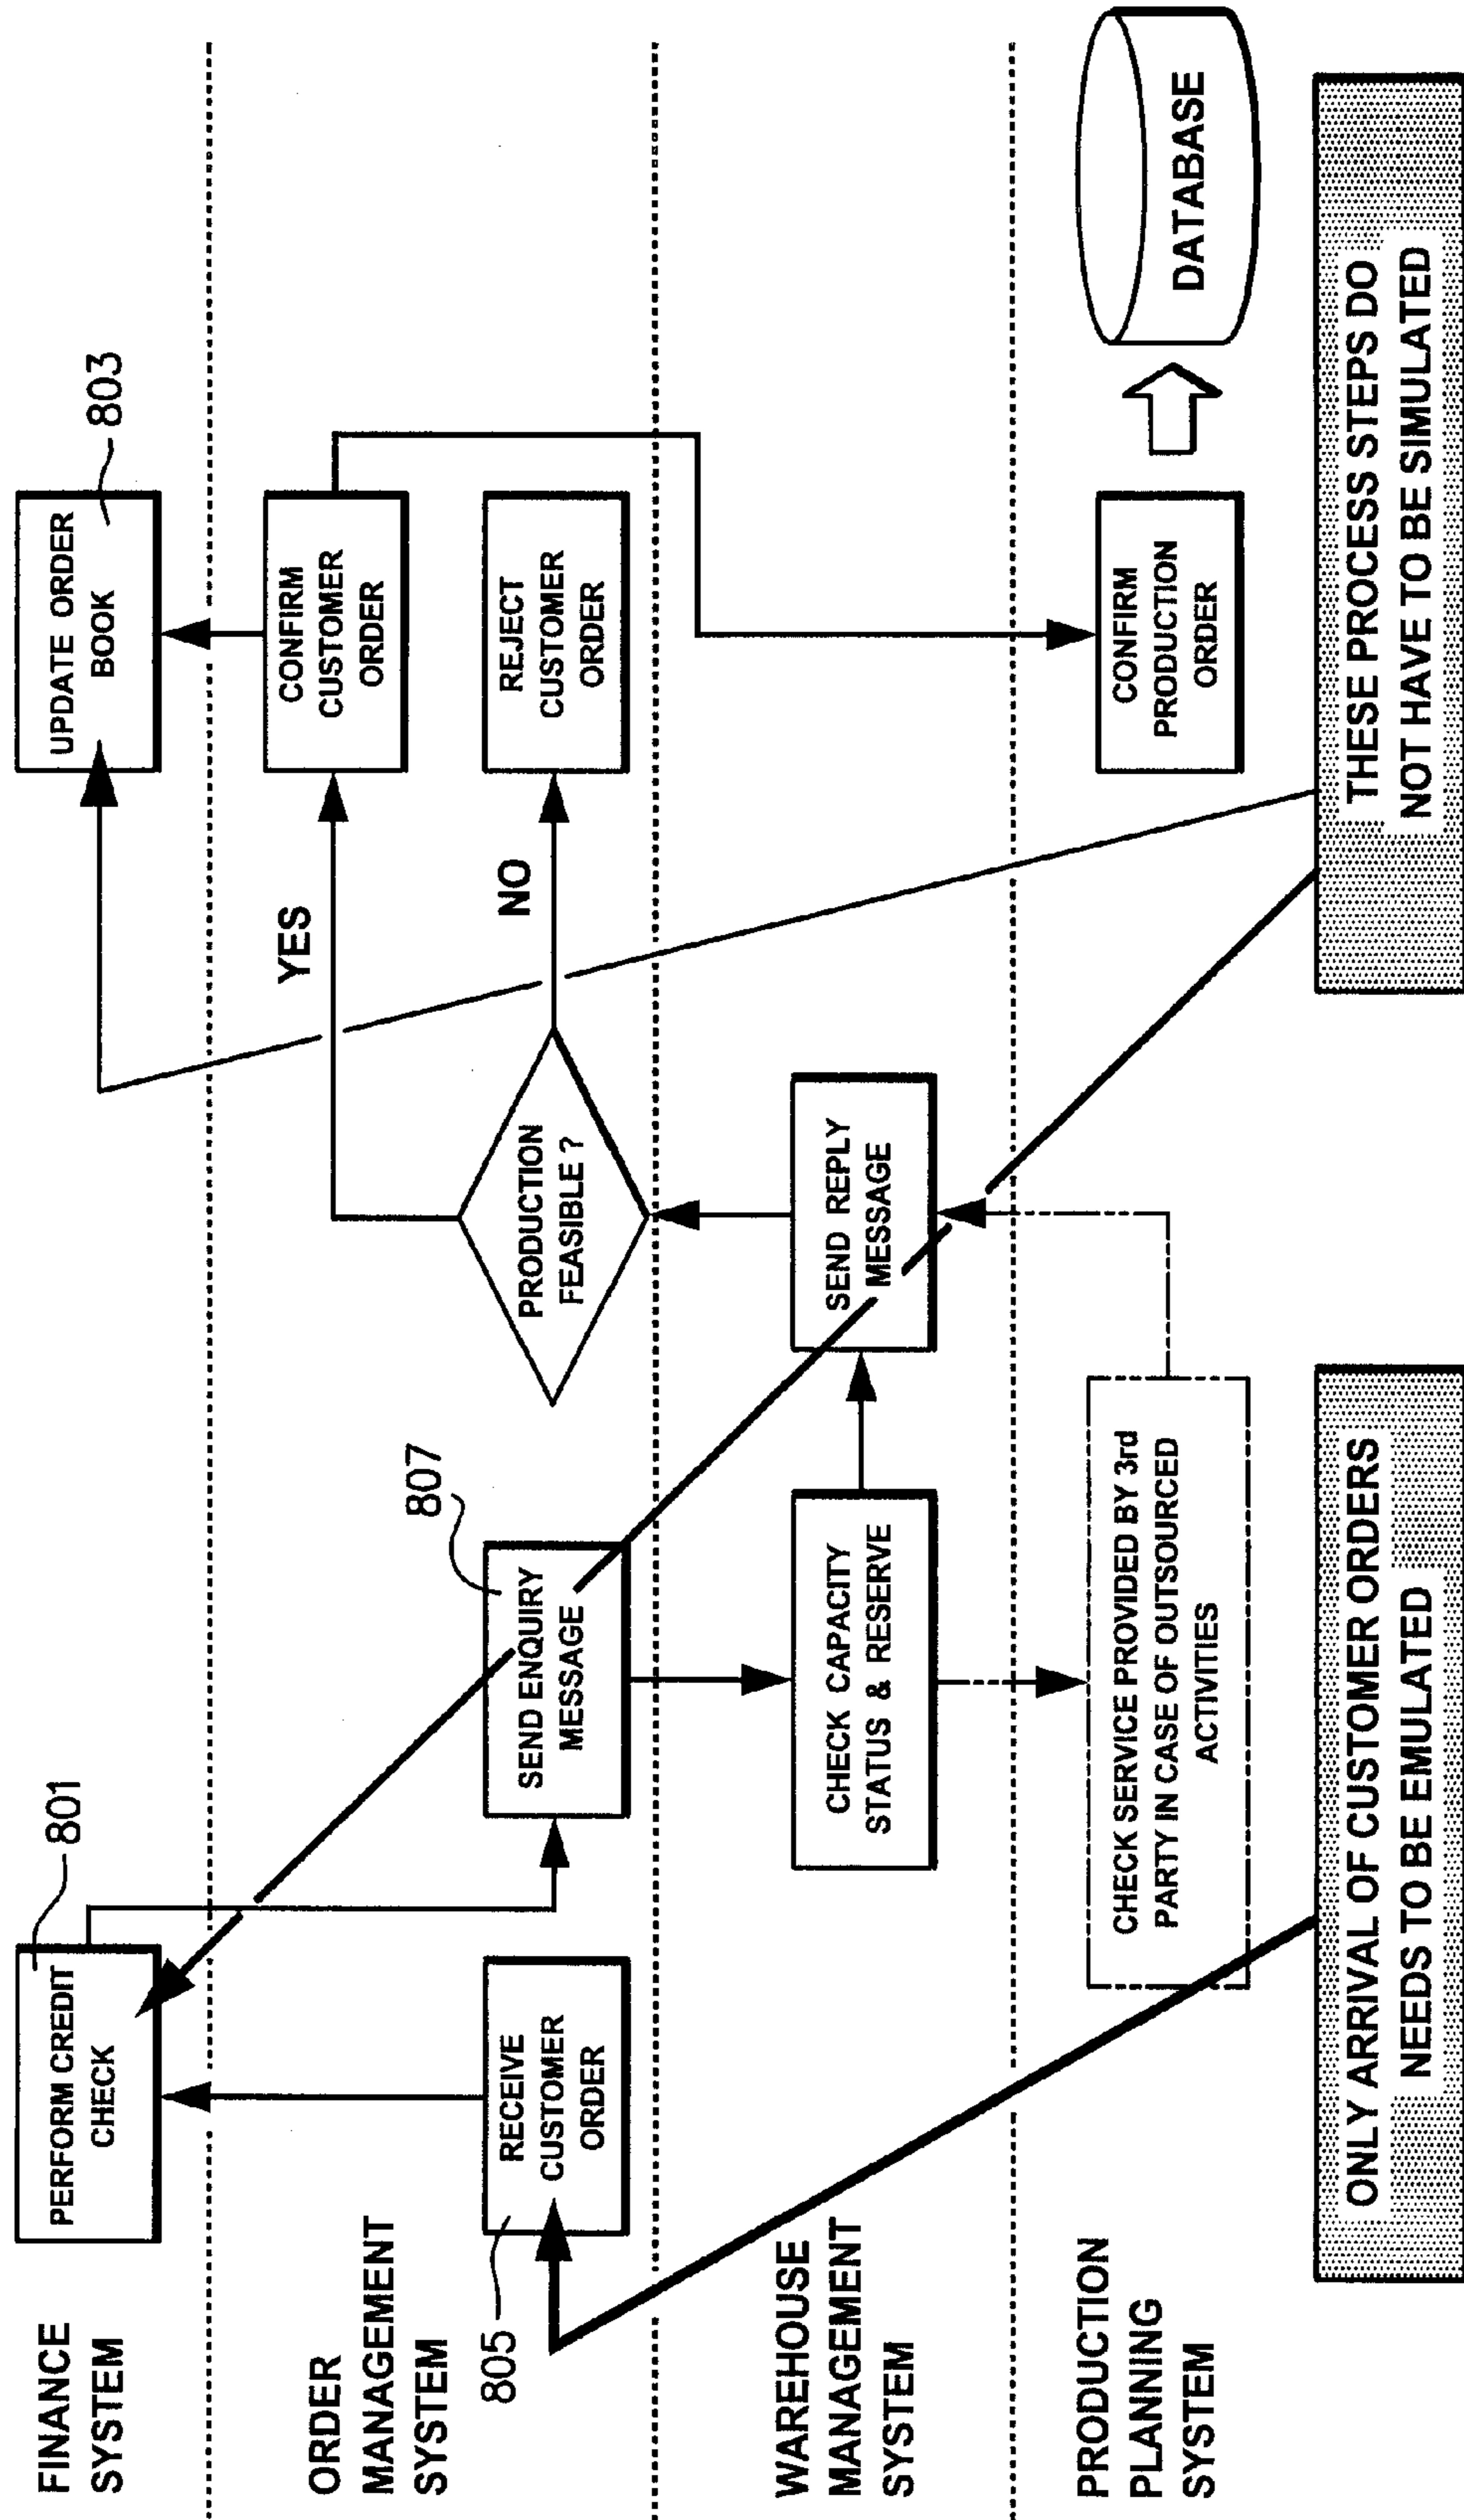 FINANCE
SYSTEM
PERFORM CREDIT
CHECK
801
UPDATE ORDER
BOOK
803
ORDER
MANAGEMENT
SYSTEM
805
RECEIVE
CUSTOMER
ORDER
SEND ENQUIRY
MESSAGE
807
PRODUCTION
FEASIBLE ?
YES
NO
CONFIRM
CUSTOMER
ORDER
REJECT
CUSTOMER
ORDER
WAREHOUSE
MANAGEMENT
SYSTEM
CHECK CAPACITY
STATUS & RESERVE
SEND REPLY
MESSAGE
PRODUCTION
PLANNING
SYSTEM
CHECK SERVICE PROVIDED BY 3rd
PARTY IN CASE OF OUTSOURCED
ACTIVITIES
CONFIRM
PRODUCTION
ORDER
DATABASE
ONLY ARRIVAL OF CUSTOMER ORDERS
NEEDS TO BE EMULATED
THESE PROCESS STEPS DO
NOT HAVE TO BE SIMULATED